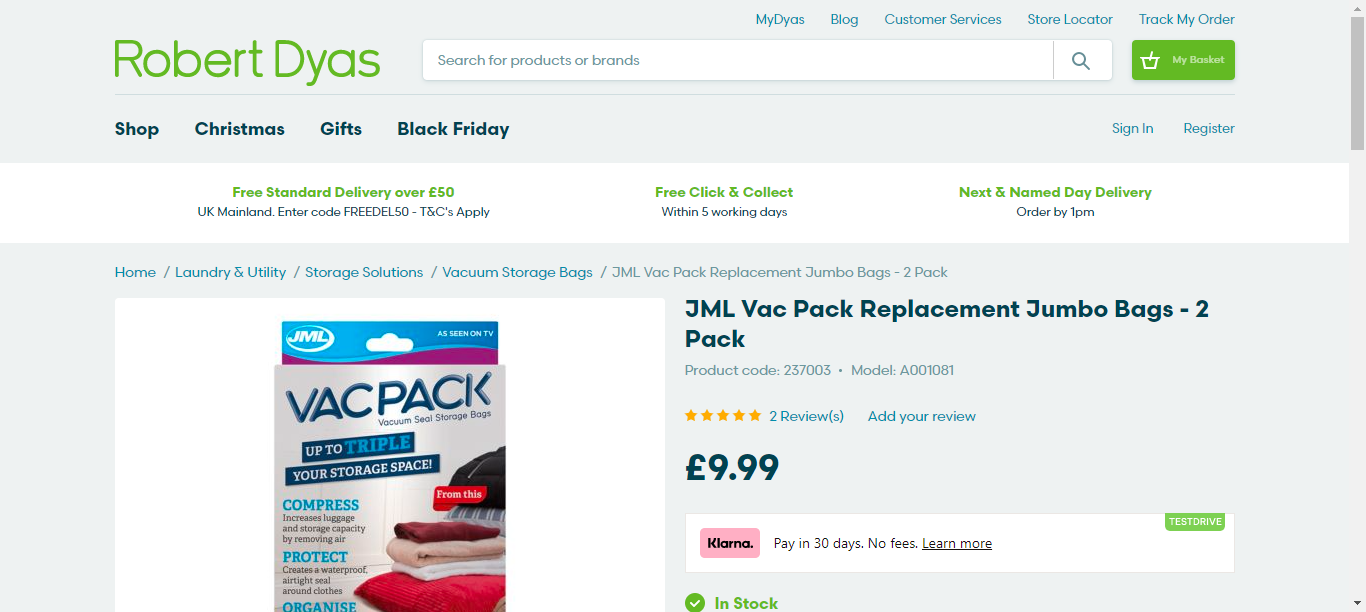 MyDyas Blog Customer Services Store Locator Track My Order
Robert Dyas
Search for products or brands
My Basket
Shop Christmas Gifts Black Friday
Sign In Register
Free Standard Delivery over £50
UK Mainland. Enter code FREEDEL50 - T&C's Apply
Free Click & Collect
Within 5 working days
Next & Named Day Delivery
Order by 1pm
Home / Laundry & Utility / Storage Solutions / Vacuum Storage Bags / JML Vac Pack Replacement Jumbo Bags - 2 Pack
JML
AS SEEN ON TV
VACPACK
Vacuum Seal Storage Bags
UP TO TRIPLE
YOUR STORAGE SPACE!
From this
COMPRESS
Increases luggage
and storage capacity
by removing air
PROTECT
Creates a waterproof,
airtight seal
around clothes
ORGANISE
JML Vac Pack Replacement Jumbo Bags - 2
Pack
Product code: 237003 • Model: A001081
2 Review(s) Add your review
£9.99
TESTDRIVE
Klarna. Pay in 30 days. No fees. Learn more
In Stock